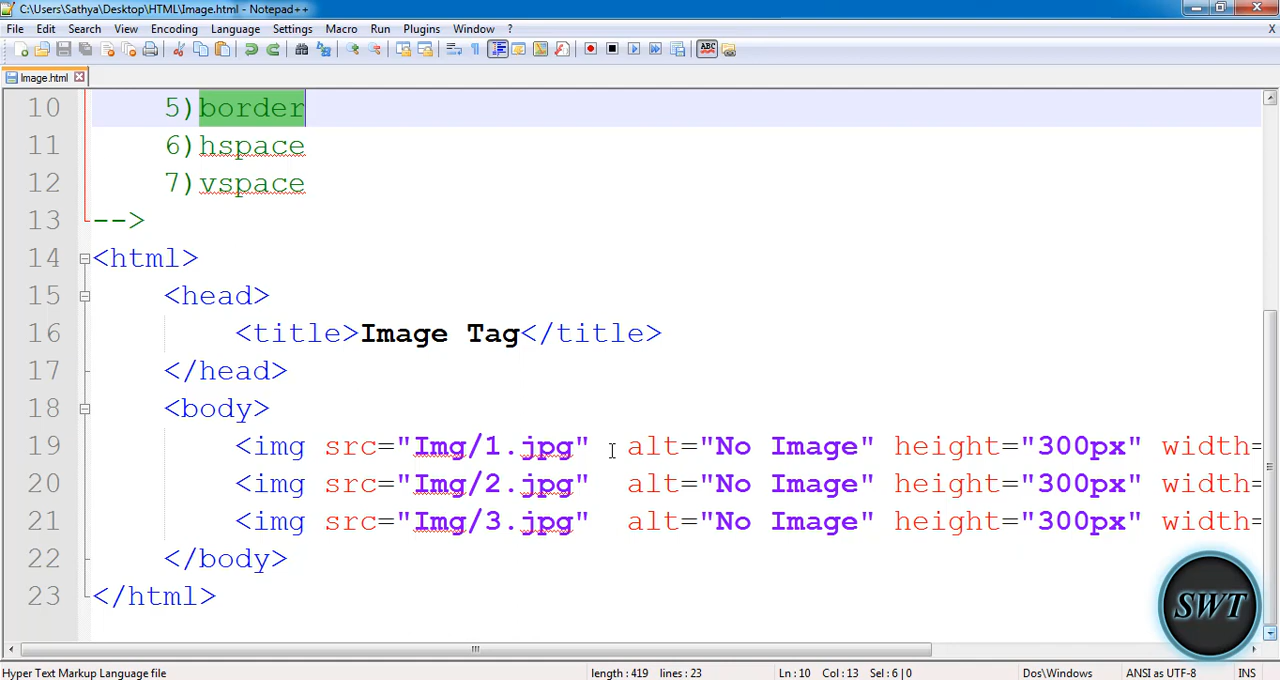 C:\Users\Sathya\Desktop\HTML\Image.html - Notepad++
File Edit Search View Encoding Language Settings Macro Run Plugins Window ? X
ABC
Image.html
10 5)border
11 6)hspace
12 7)vspace
13 -->
14 <html>
15 <head>
16 <title>Image Tag</title>
17 </head>
18 <body>
19 <img src="Img/1.jpg" alt="No Image" height="300px" width=
20 <img src="Img/2.jpg" alt="No Image" height="300px" width=
21 <img src="Img/3.jpg" alt="No Image" height="300px" width=
22 </body>
23 </html>
SWT
Hyper Text Markup Language file length : 419 lines : 23 Ln : 10 Col : 13 Sel : 6 | 0 Dos\Windows ANSI as UTF-8 INS